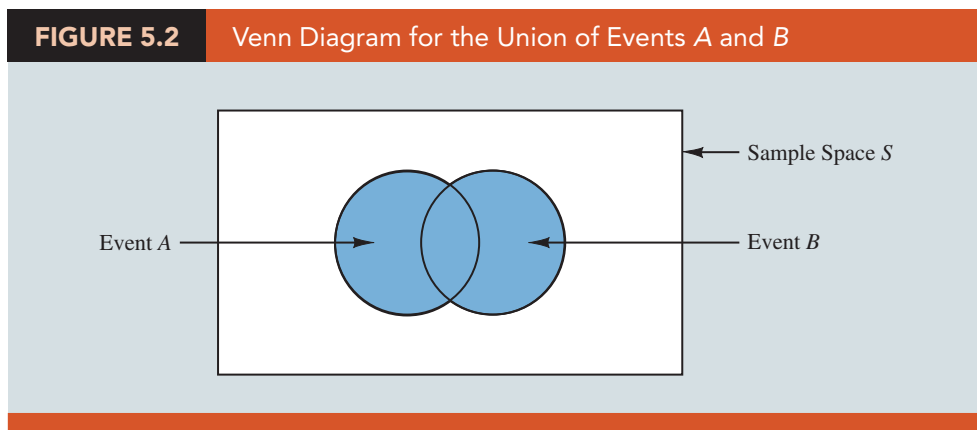 FIGURE 5.2 Venn Diagram for the Union of Events A and B
Sample Space S
Event A
Event B